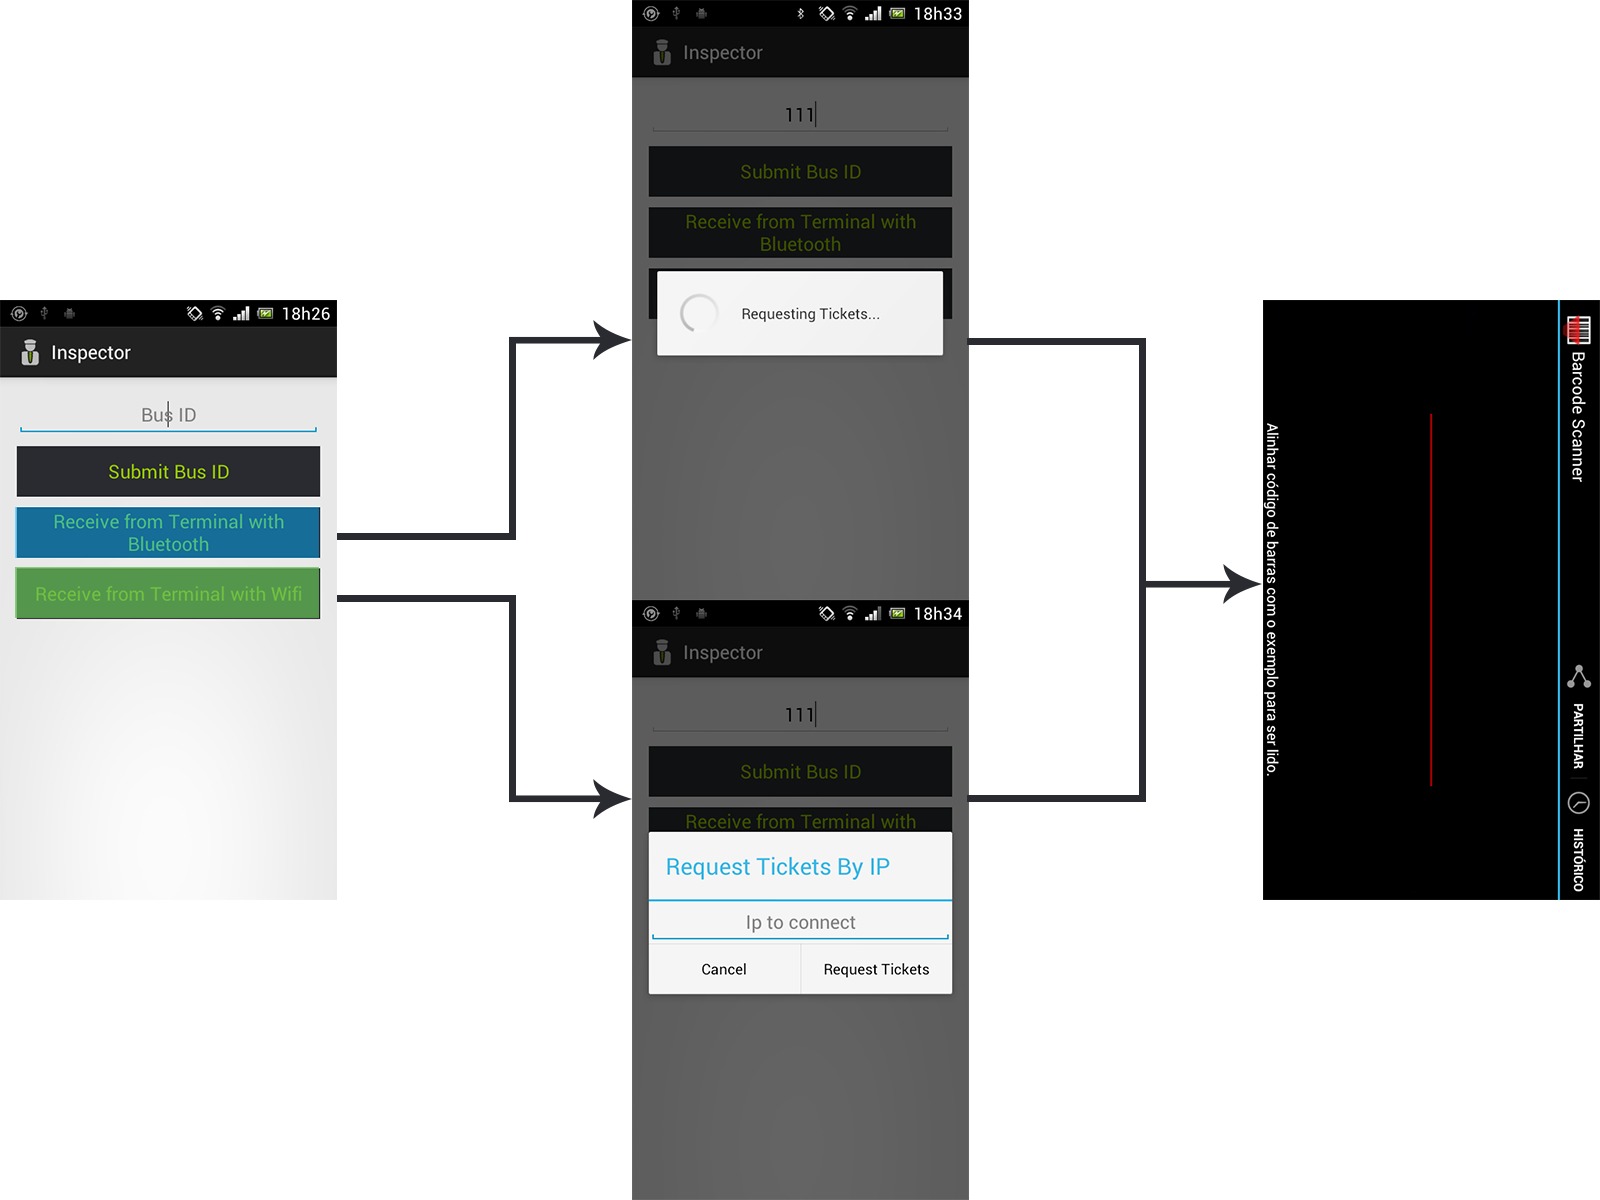 18h26
Inspector
Bus ID
Submit Bus ID
Receive from Terminal with
Bluetooth
Receive from Terminal with Wifi
18h33
Inspector
111
Submit Bus ID
Receive from Terminal with
Bluetooth
Requesting Tickets...
18h34
Inspector
111
Submit Bus ID
Receive from Terminal with
Request Tickets By IP
Ip to connect
Cancel
Request Tickets
Barcode Scanner
PARTILHAR
HISTÓRICO
Alinhar código de barras com o exemplo para ser lido.